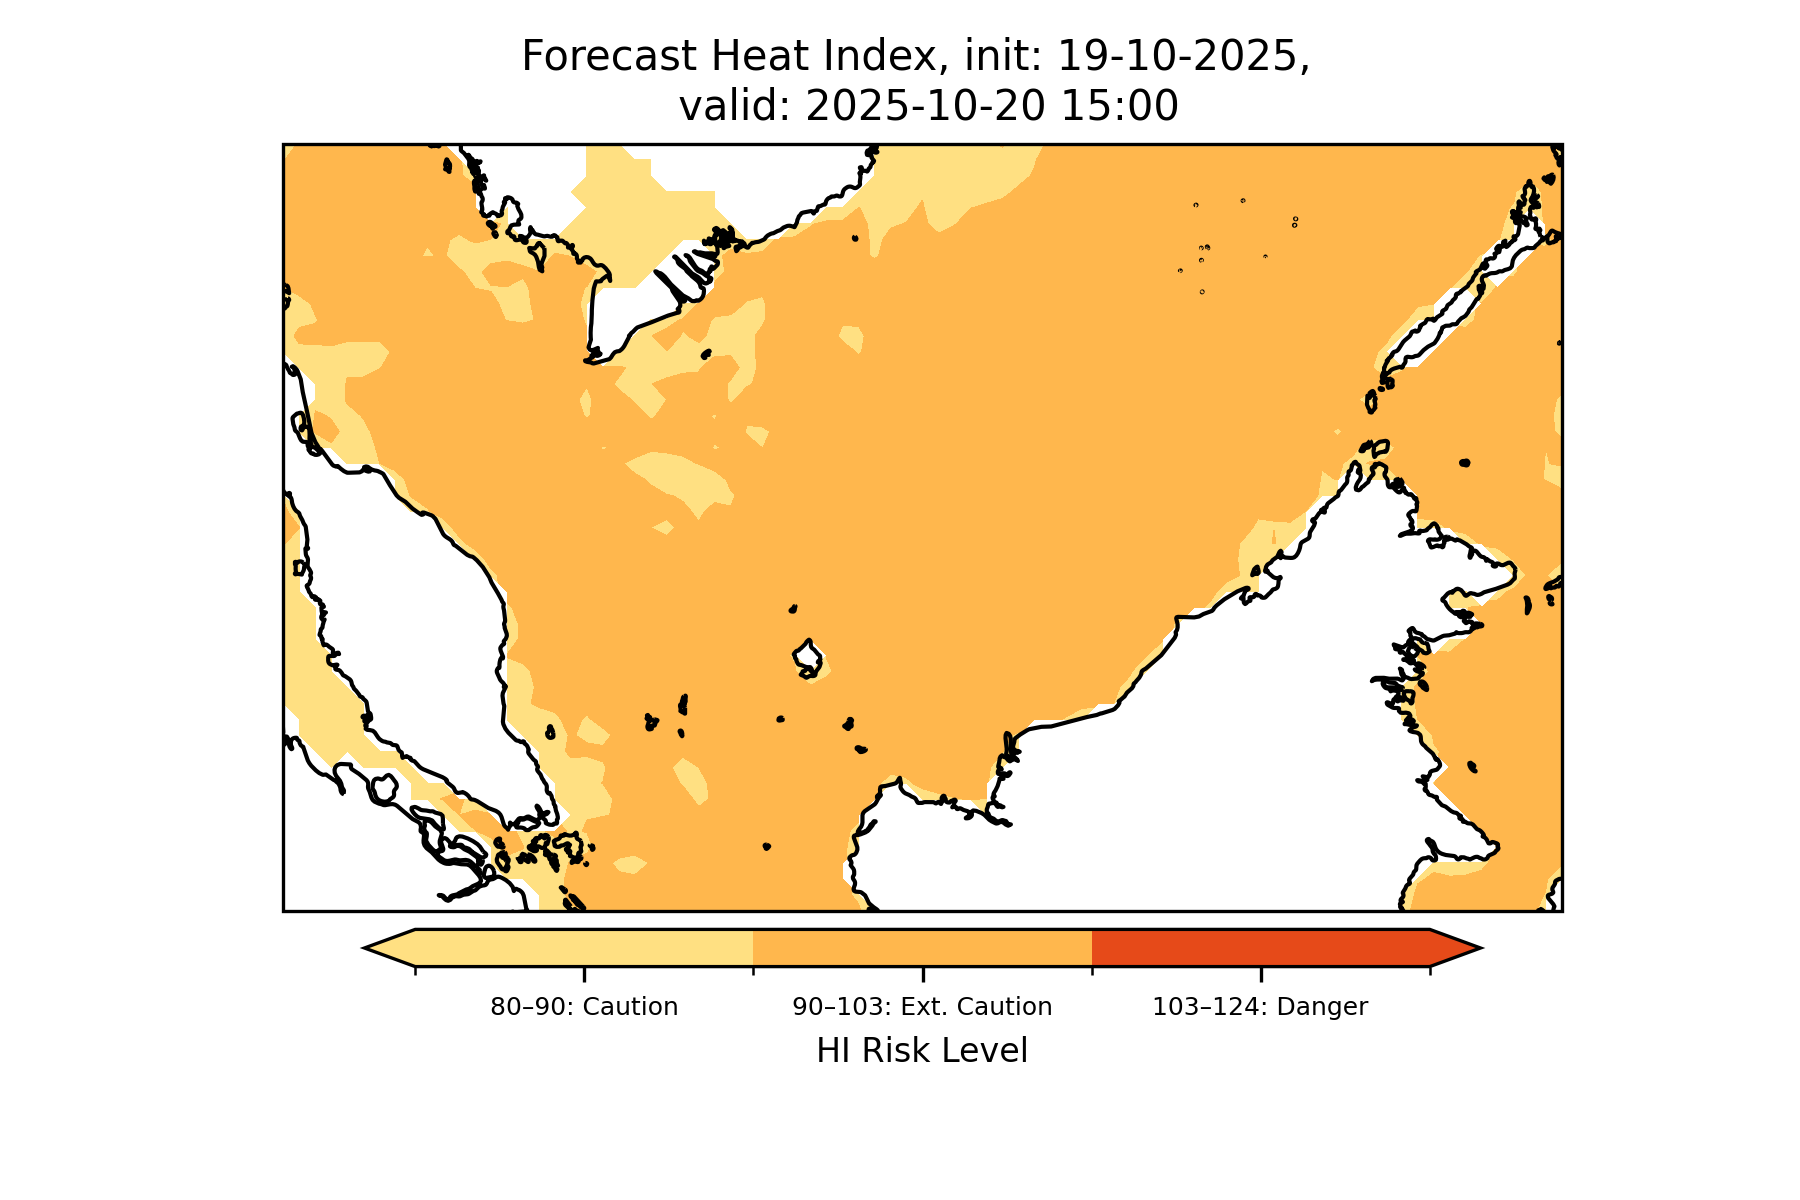 Forecast Heat Index, init: 19-10-2025,
valid: 2025-10-20 15:00
80–90: Caution
90–103: Ext. Caution
103–124: Danger
HI Risk Level